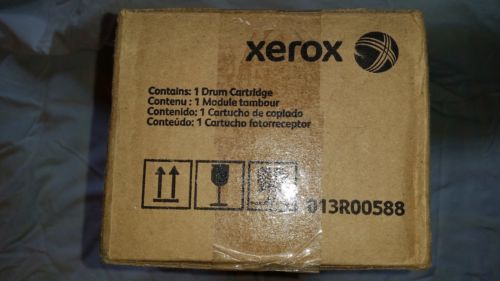 xerox
Contains: 1 Drum Cartridge
Contenu : 1 Module tambour
Contenido: 1 Cartucho de copiado
Conteúdo: 1 Cartucho fotorreceptor
013R00588